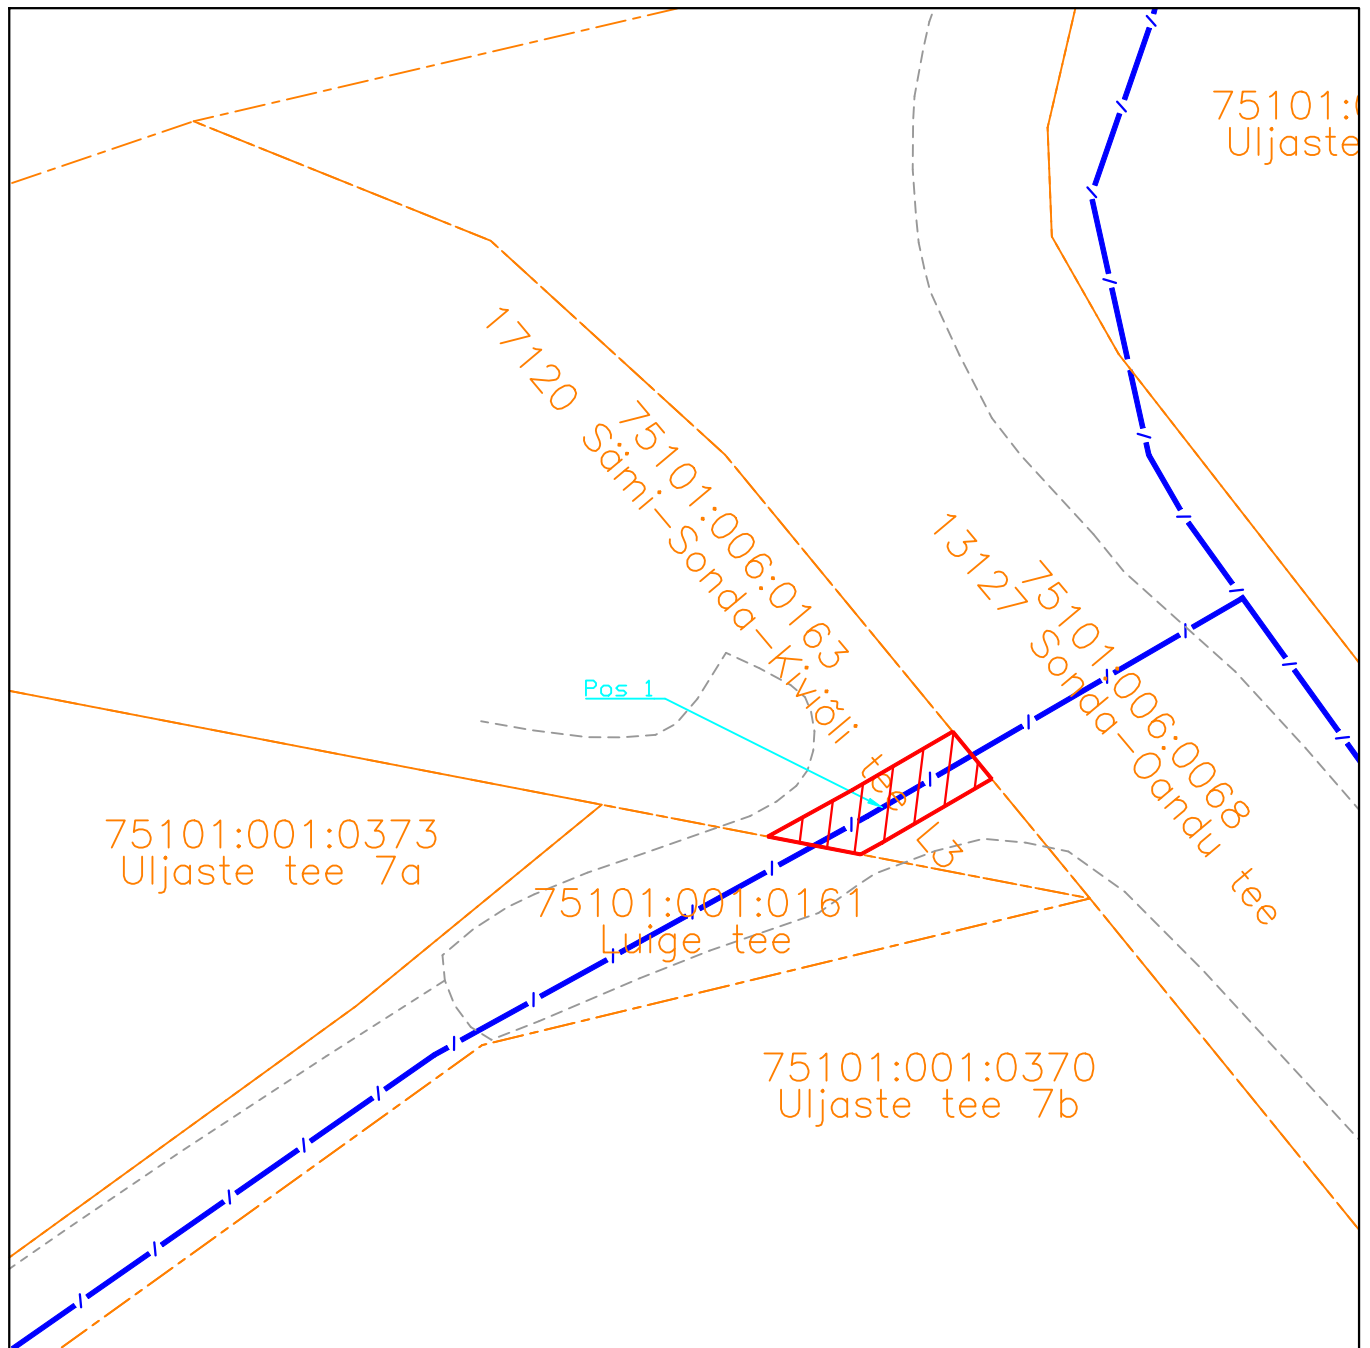 75101:0
Uljaste
75101:006:0163
17120 Sämi-Sonda-Kiviõli tee L3
75101:006:0068
13127 Sonda-Oandu tee
Pos 1
75101:001:0373
Uljaste tee 7a
75101:001:0161
Luige tee
75101:001:0370
Uljaste tee 7b